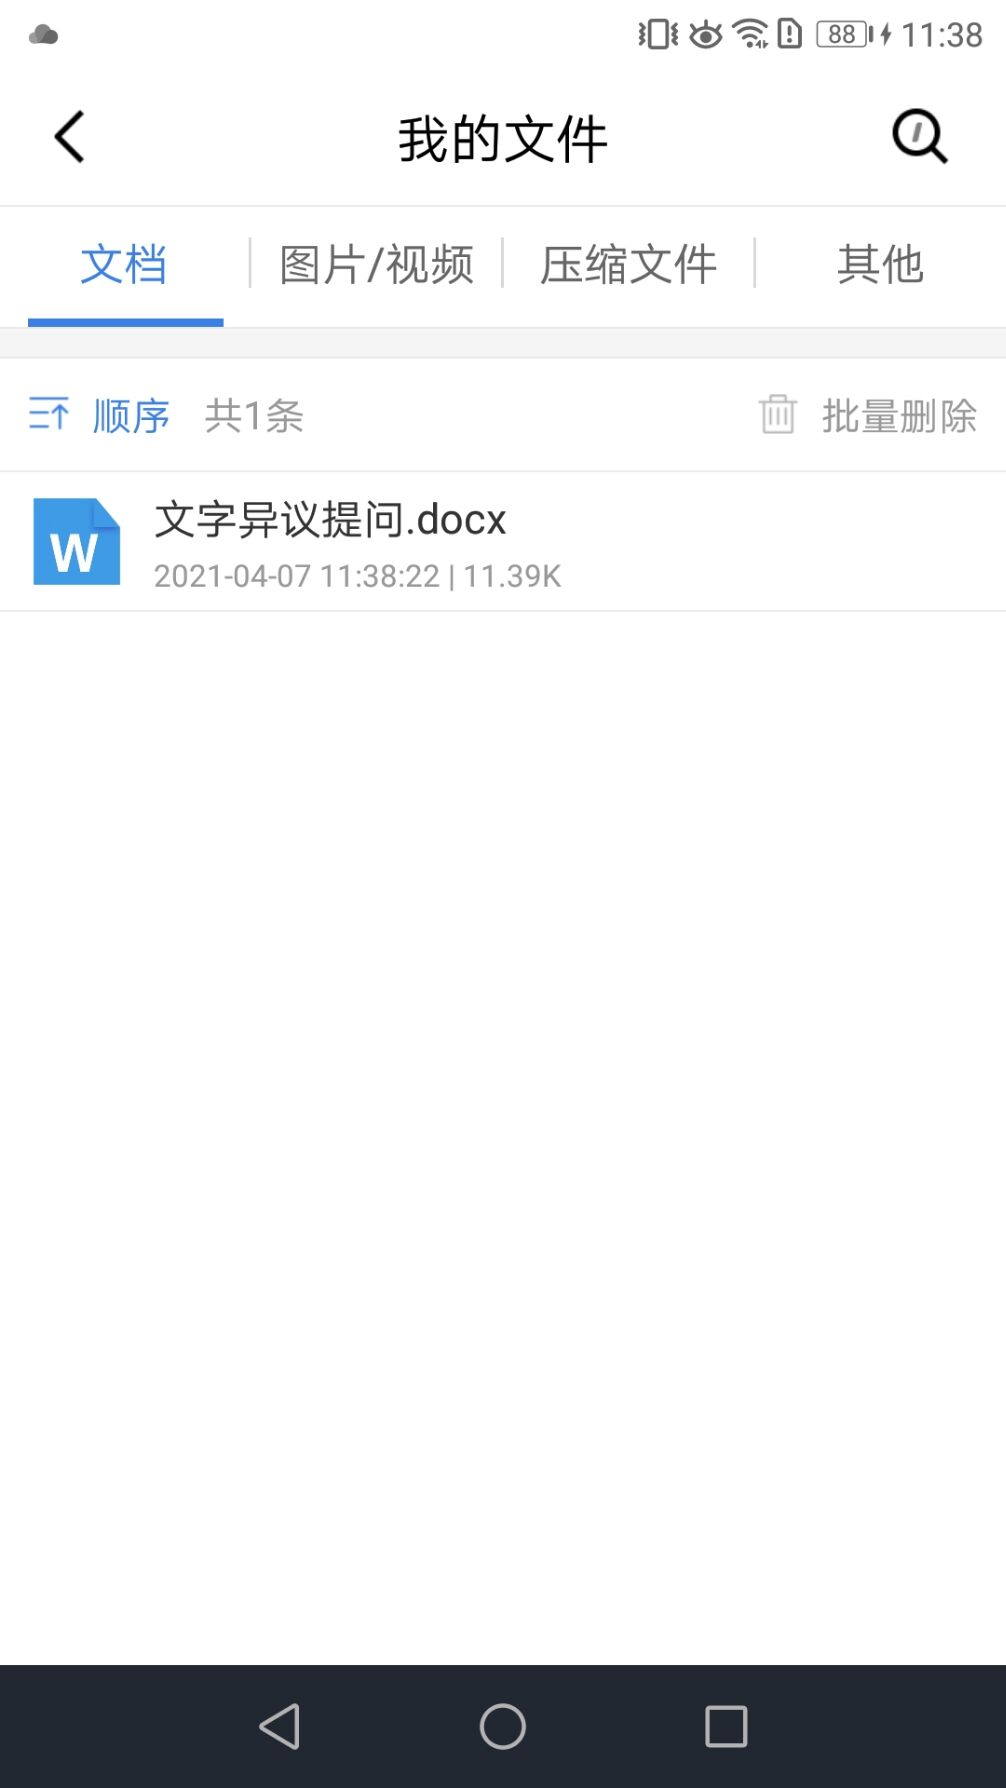 88 11:38
我的文件
文档 图片/视频 压缩文件 其他
顺序 共1条 批量删除
W 文字异议提问.docx
2021-04-07 11:38:22 | 11.39K